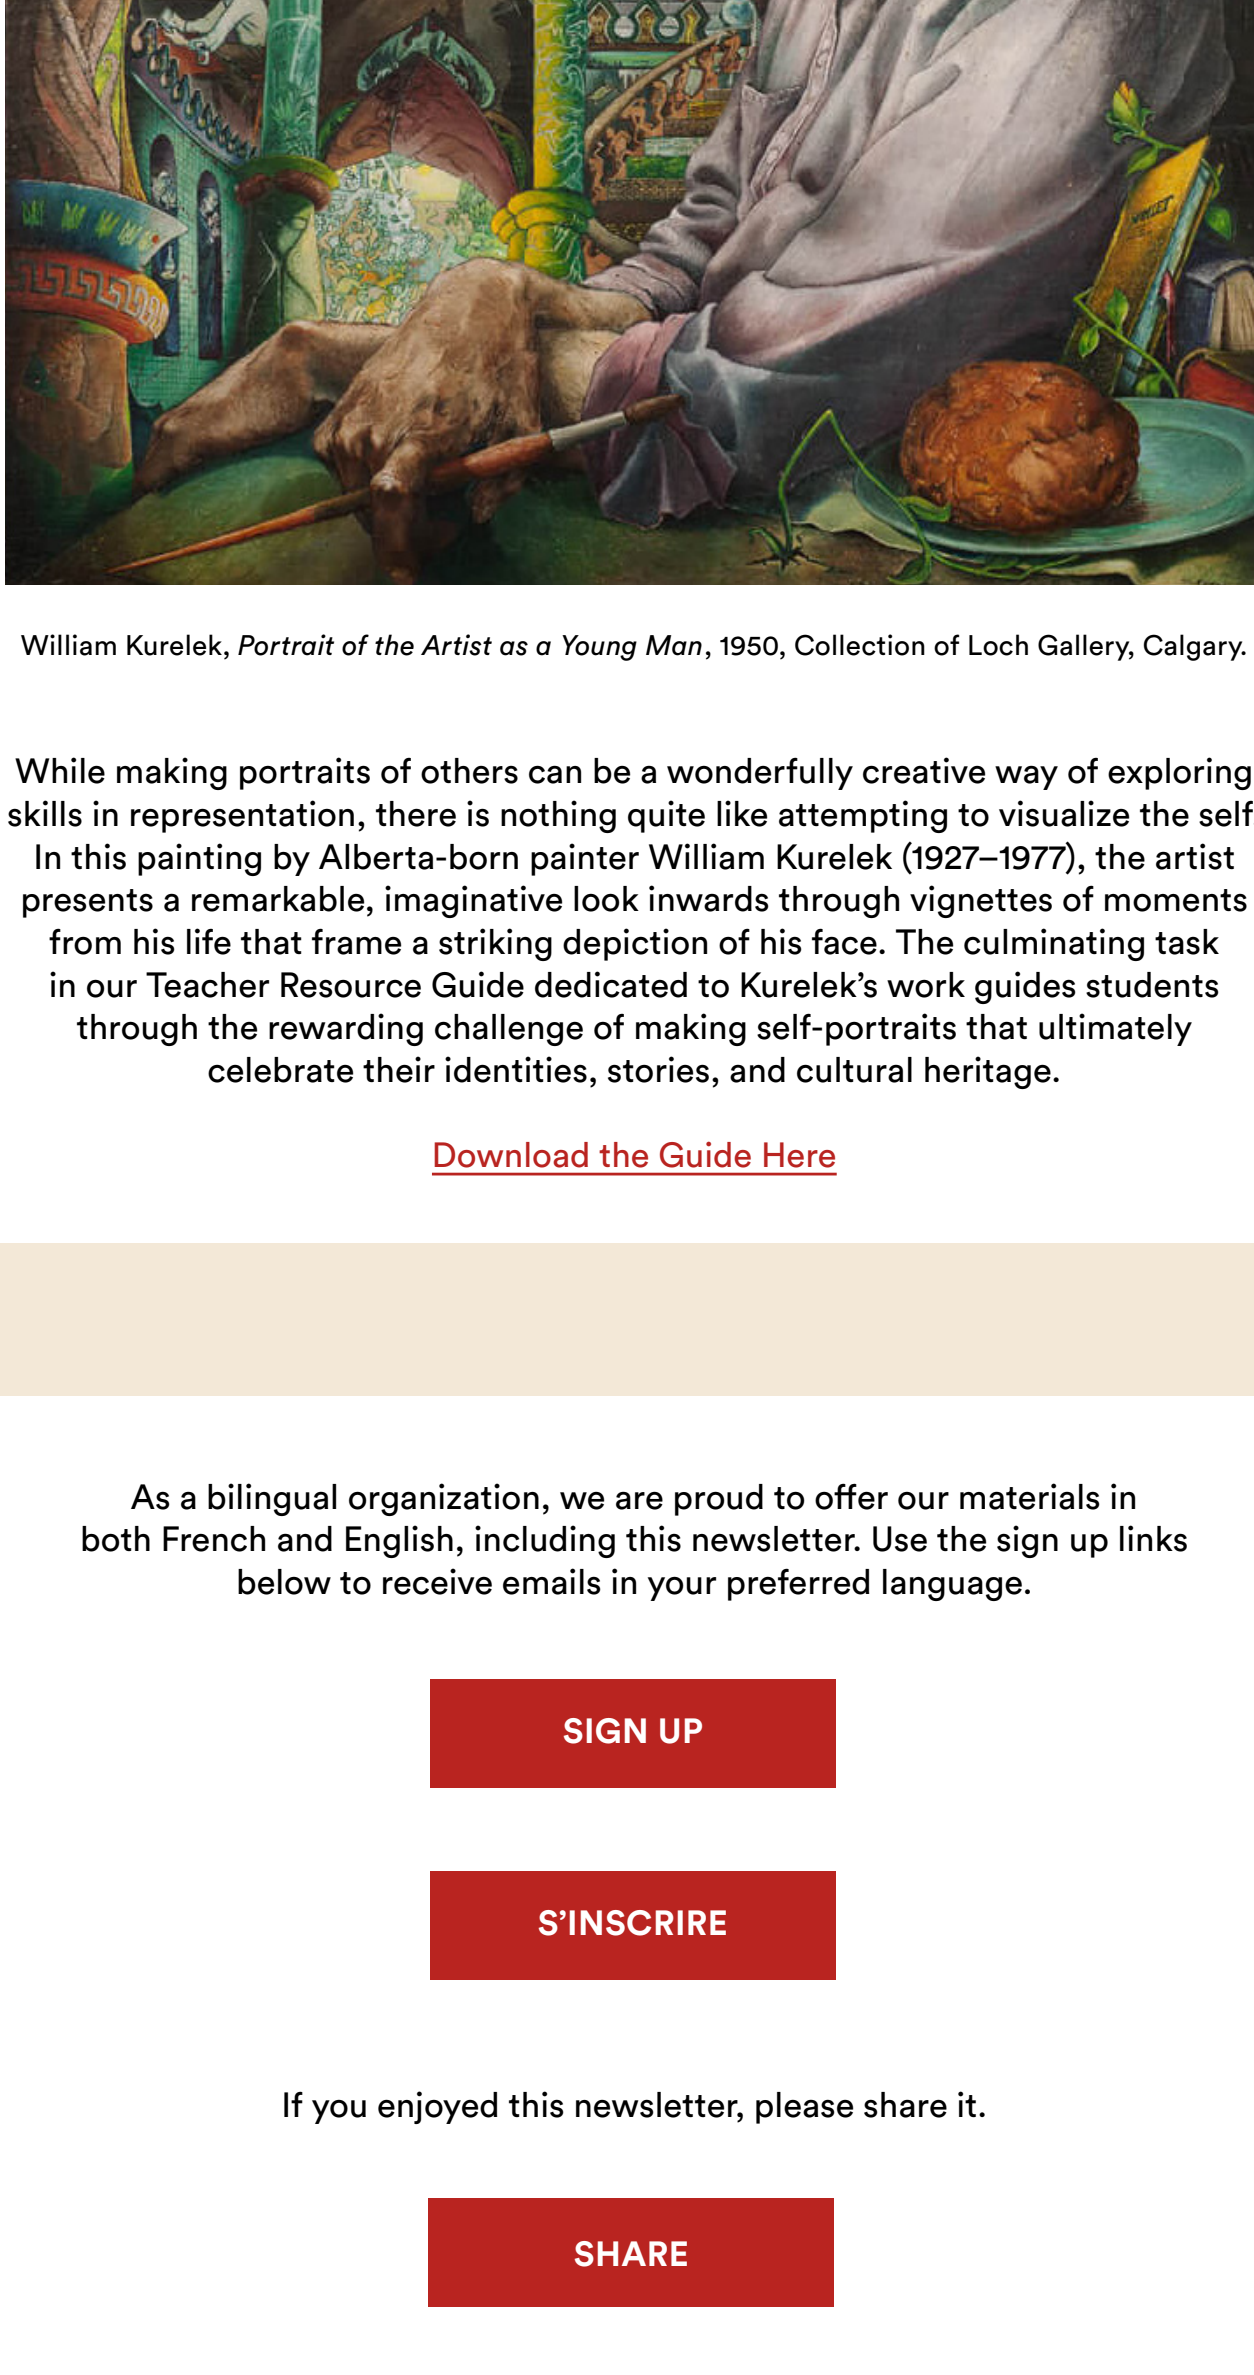 William Kurelek, Portrait of the Artist as a Young Man, 1950, Collection of Loch Gallery, Calgary.
While making portraits of others can be a wonderfully creative way of exploring
skills in representation, there is nothing quite like attempting to visualize the self
In this painting by Alberta-born painter William Kurelek (1927–1977), the artist
presents a remarkable, imaginative look inwards through vignettes of moments
from his life that frame a striking depiction of his face. The culminating task
in our Teacher Resource Guide dedicated to Kurelek’s work guides students
through the rewarding challenge of making self-portraits that ultimately
celebrate their identities, stories, and cultural heritage.
Download the Guide Here
As a bilingual organization, we are proud to offer our materials in
both French and English, including this newsletter. Use the sign up links
below to receive emails in your preferred language.
SIGN UP
S’INSCRIRE
If you enjoyed this newsletter, please share it.
SHARE